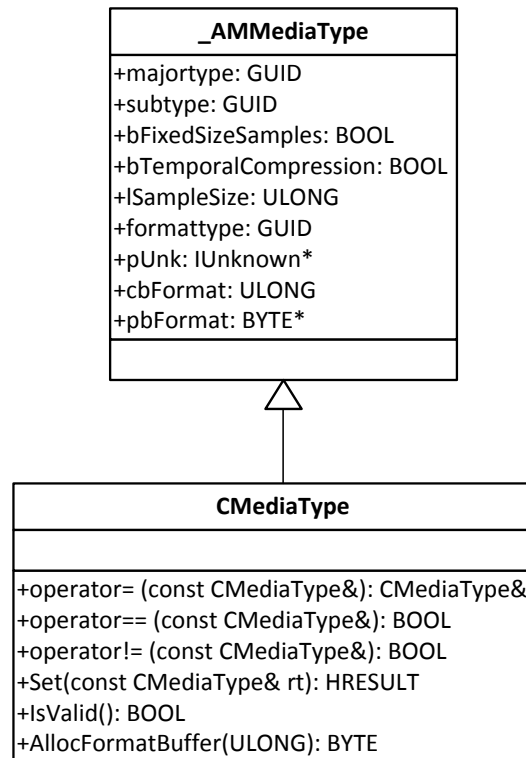 _AMMediaType
+majortype: GUID
+subtype: GUID
+bFixedSizeSamples: BOOL
+bTemporalCompression: BOOL
+lSampleSize: ULONG
+formattype: GUID
+pUnk: IUnknown*
+cbFormat: ULONG
+pbFormat: BYTE*
CMediaType
+operator= (const CMediaType&): CMediaType&
+operator== (const CMediaType&): BOOL
+operator!= (const CMediaType&): BOOL
+Set(const CMediaType& rt): HRESULT
+IsValid(): BOOL
+AllocFormatBuffer(ULONG): BYTE